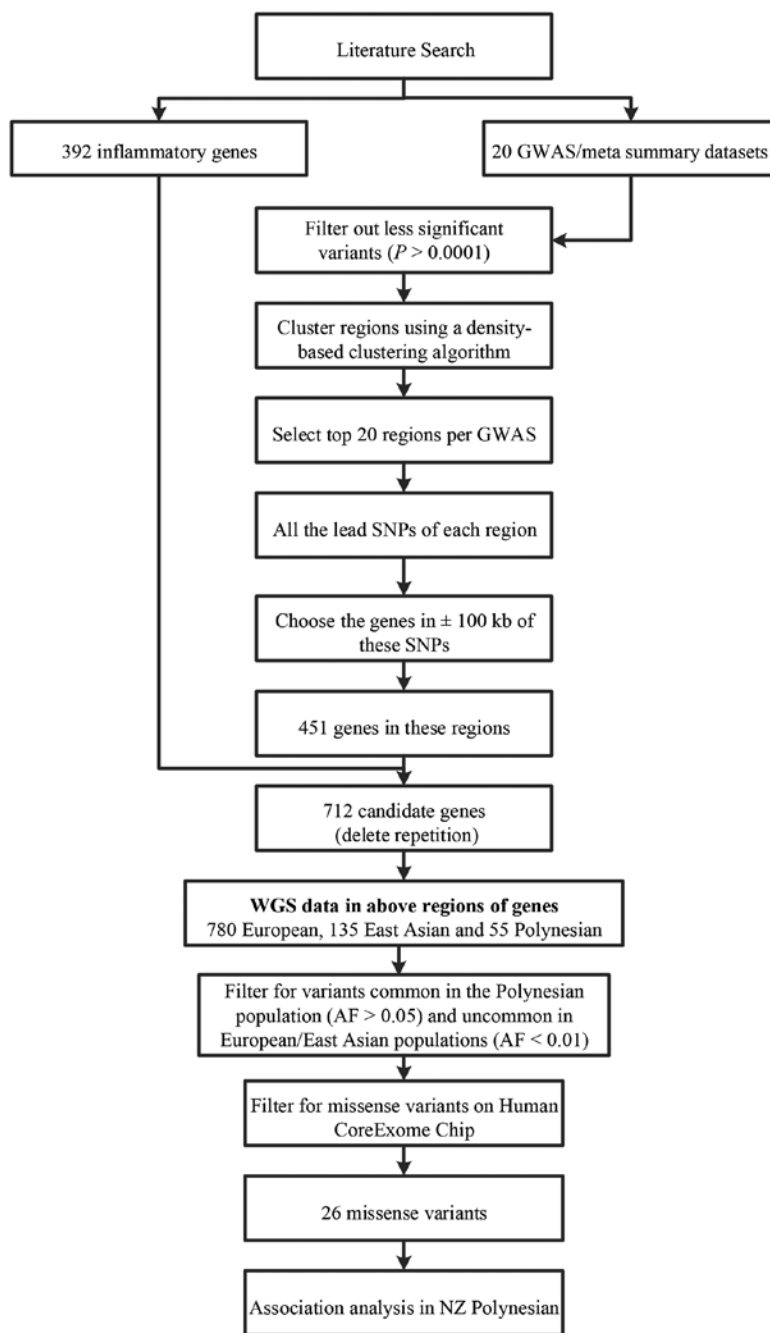 Literature Search
392 inflammatory genes
20 GWAS/meta summary datasets
Filter out less significant
variants (P > 0.0001)
Cluster regions using a density-
based clustering algorithm
Select top 20 regions per GWAS
All the lead SNPs of each region
Choose the genes in ± 100 kb of
these SNPs
451 genes in these regions
712 candidate genes
(delete repetition)
WGS data in above regions of genes
780 European, 135 East Asian and 55 Polynesian
Filter for variants common in the Polynesian
population (AF > 0.05) and uncommon in
European/East Asian populations (AF < 0.01)
Filter for missense variants on Human
CoreExome Chip
26 missense variants
Association analysis in NZ Polynesian